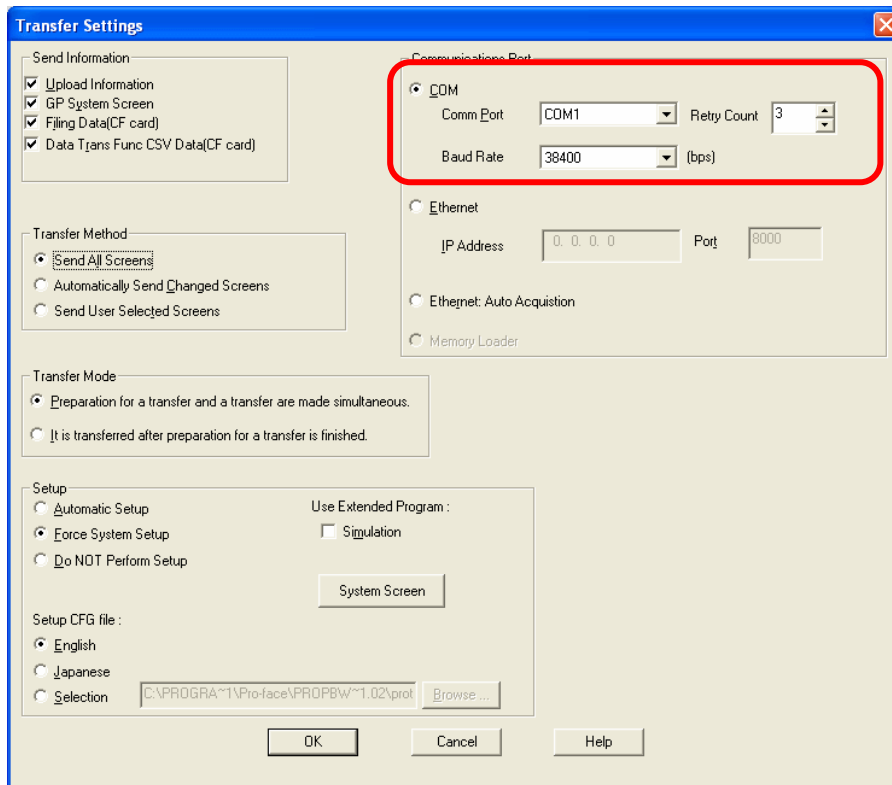 Transfer Settings
Send Information
Upload Information
GP System Screen
Filing Data(CF card)
Data Trans Func CSV Data(CF card)
Communications Port
COM
Comm Port COM1 Retry Count 3
Baud Rate 38400 (bps)
Ethernet
IP Address 0. 0. 0. 0 Port 8000
Ethernet: Auto Acquistion
Memory Loader
Transfer Method
Send All Screens
Automatically Send Changed Screens
Send User Selected Screens
Transfer Mode
Preparation for a transfer and a transfer are made simultaneous.
It is transferred after preparation for a transfer is finished.
Setup
Automatic Setup
Force System Setup
Do NOT Perform Setup
Use Extended Program :
Simulation
System Screen
Setup CFG file :
English
Japanese
Selection C:\PROGRA~1\Pro-face\PROPBW~1.02\prot Browse ...
OK Cancel Help